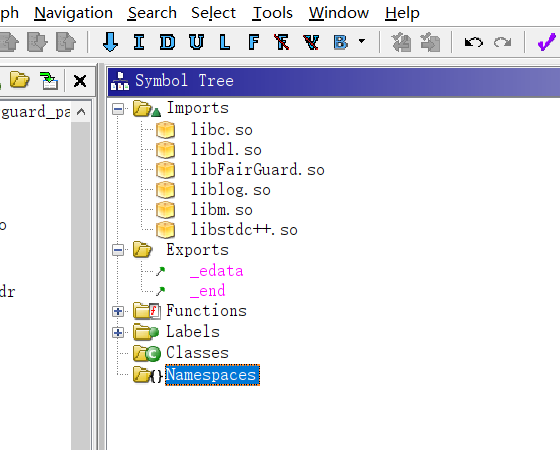 ph Navigation Search Select Tools Window Help
I D U L F B
guard_pa
o
dr
Symbol Tree
Imports
libc.so
libdl.so
libFairGuard.so
liblog.so
libm.so
libstdc++.so
Exports
_edata
_end
Functions
Labels
Classes
Namespaces